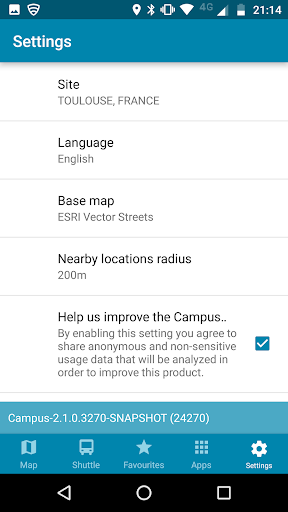 4G 21:14
Settings
Site
TOULOUSE, FRANCE
Language
English
Base map
ESRI Vector Streets
Nearby locations radius
200m
Help us improve the Campus..
By enabling this setting you agree to
share anonymous and non-sensitive
usage data that will be analyzed in
order to improve this product.
Campus-2.1.0.3270-SNAPSHOT (24270)
Map Shuttle Favourites Apps Settings